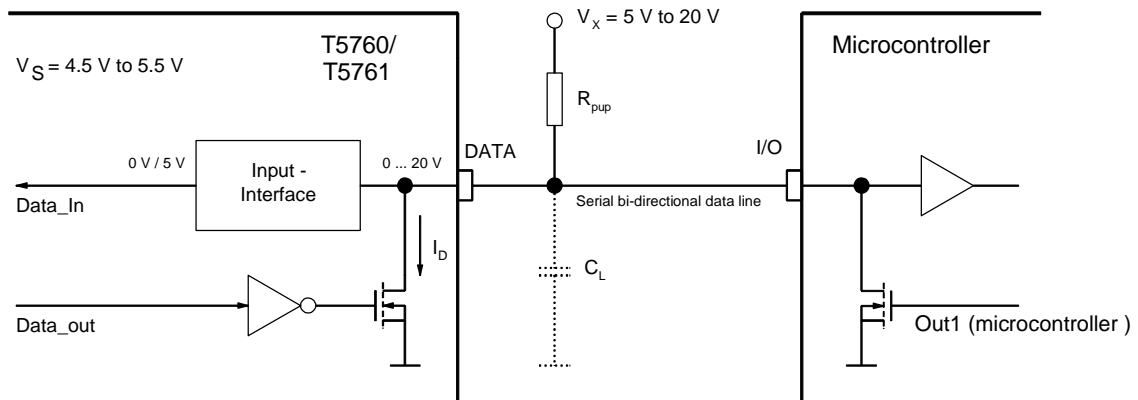 V_X = 5 V to 20 V
T5760/
T5761
Microcontroller
V_S = 4.5 V to 5.5 V
R_pup
0 V / 5 V
Input -
Interface
0 ... 20 V
DATA
I/O
Data_In
Serial bi-directional data line
I_D
C_L
Data_out
Out1 (microcontroller )